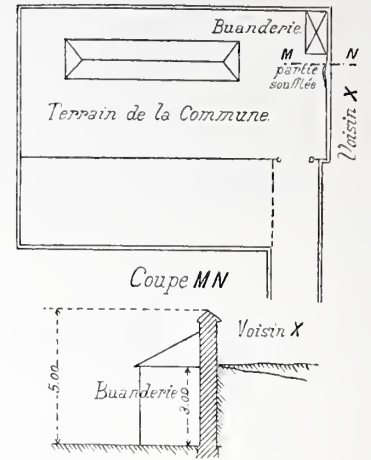 Buanderie.
M N
partie
soufflée
Voisin X
Terrain de la Commune.
Coupe MN
Voisin X
5.00
Buanderie
3.00